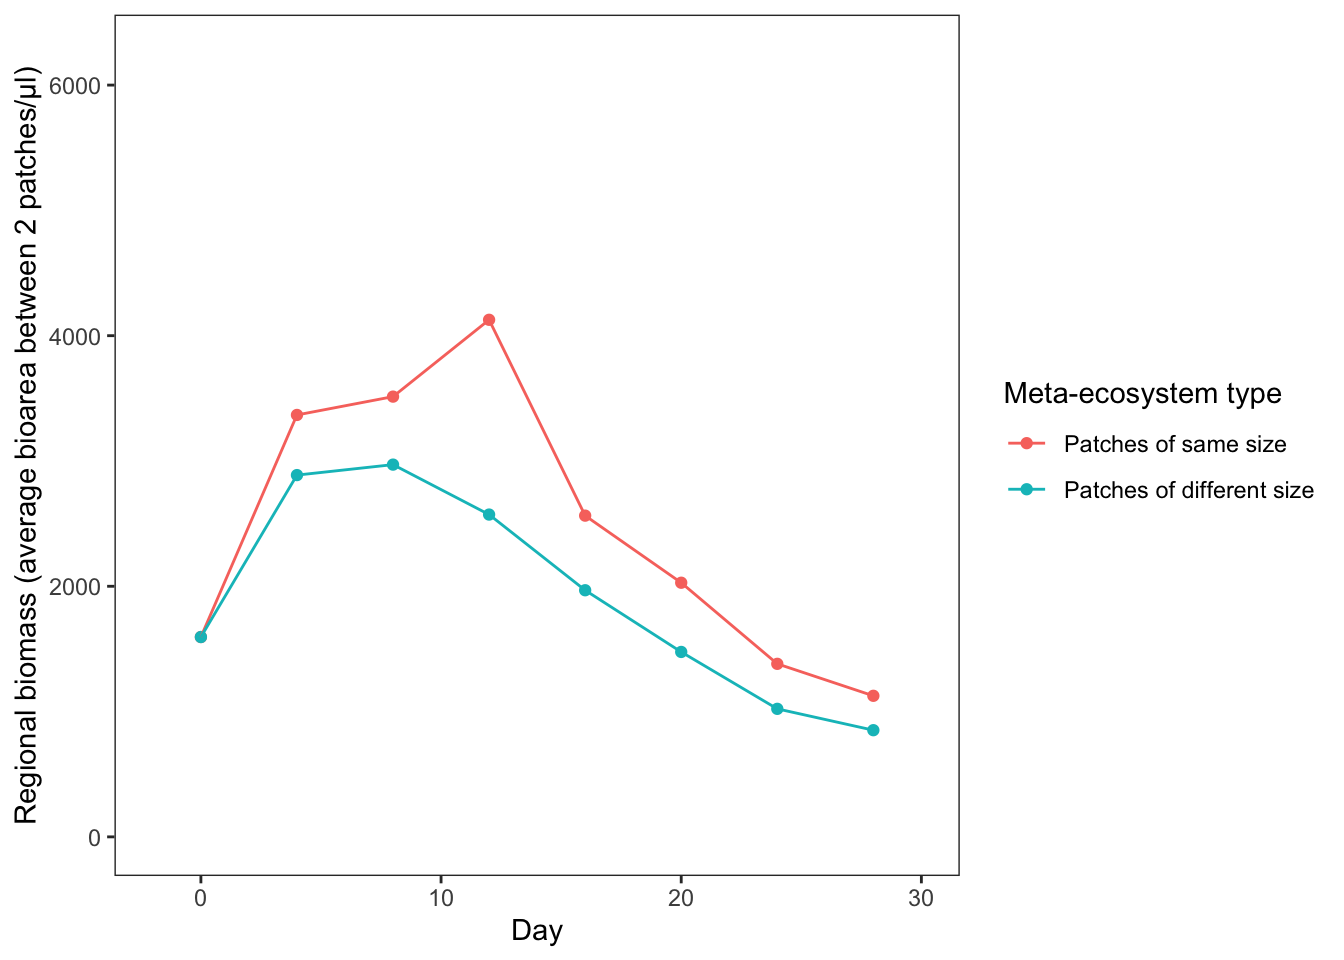 Regional biomass (average bioarea between 2 patches/µl)
6000
4000
2000
0
0
10
20
30
Day
Meta-ecosystem type
Patches of same size
Patches of different size